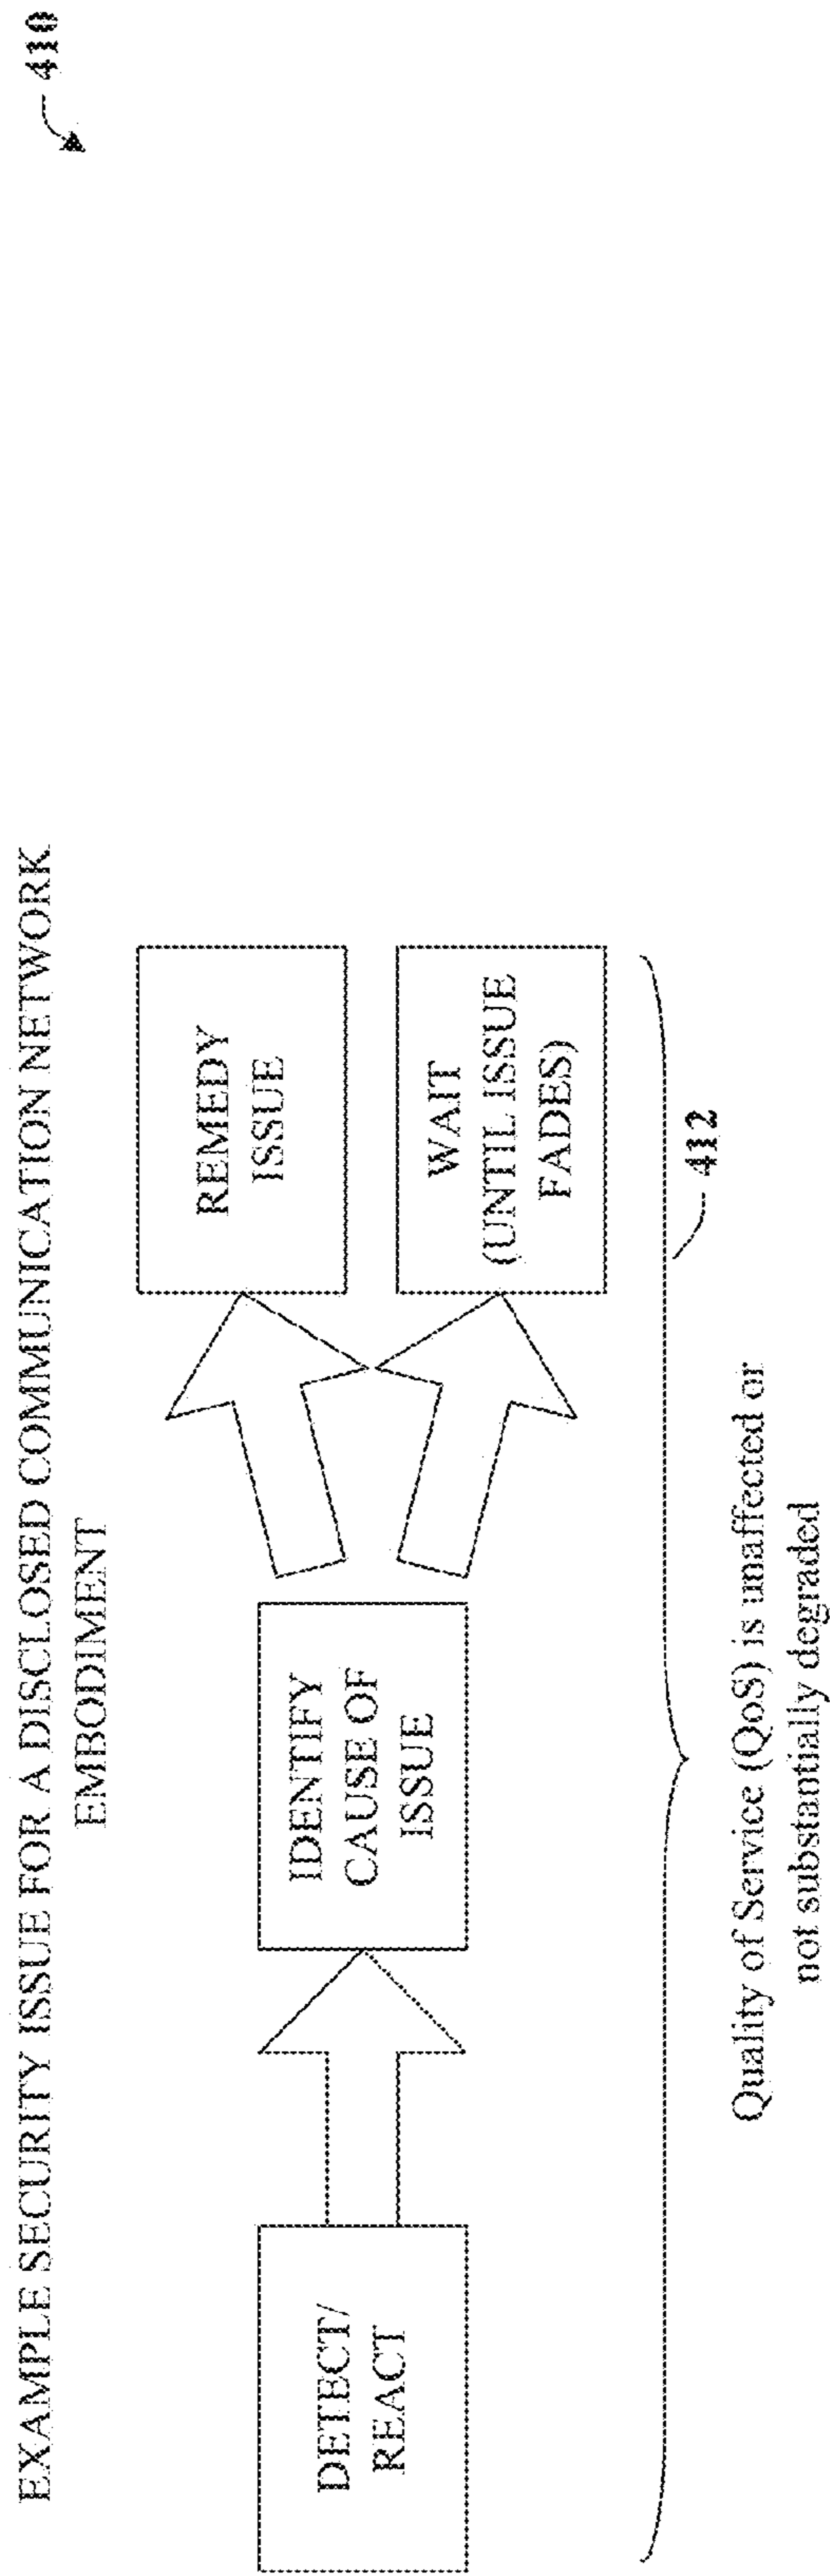 EXAMPLE SECURITY ISSUE FOR A DISCLOSED COMMUNICATION NETWORK
EMBODIMENT
410
DETECT/
REACT
IDENTIFY
CAUSE OF
ISSUE
REMEDY
ISSUE
WAIT
(UNTIL ISSUE
FADES)
412
Quality of Service (QoS) is unaffected or
not substantially degraded